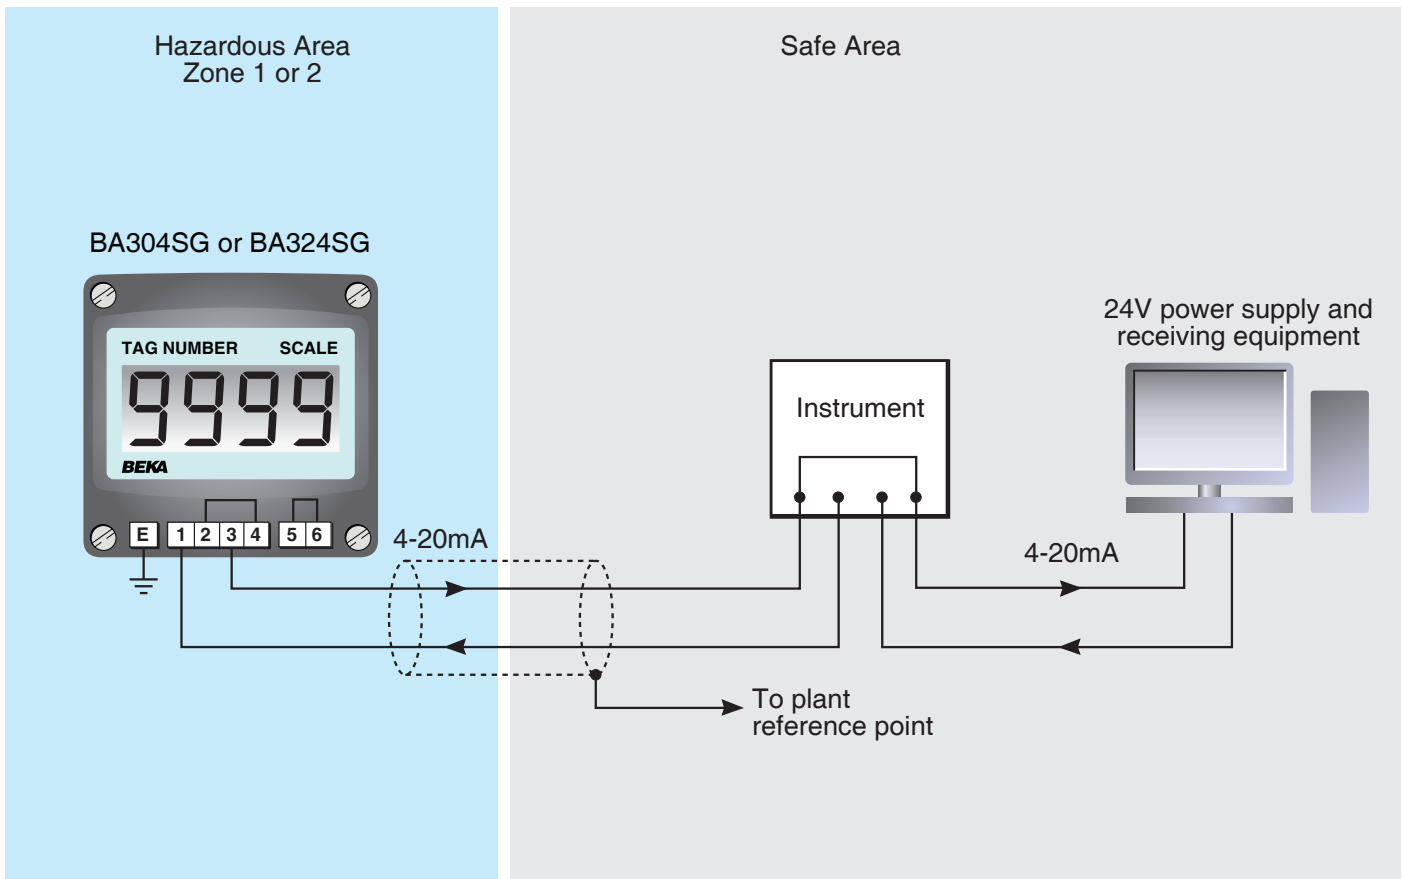 Hazardous Area
Zone 1 or 2
Safe Area
BA304SG or BA324SG
TAG NUMBER SCALE
9999
BEKA
E 1 2 3 4 5 6
4-20mA
Instrument
24V power supply and
receiving equipment
4-20mA
To plant
reference point